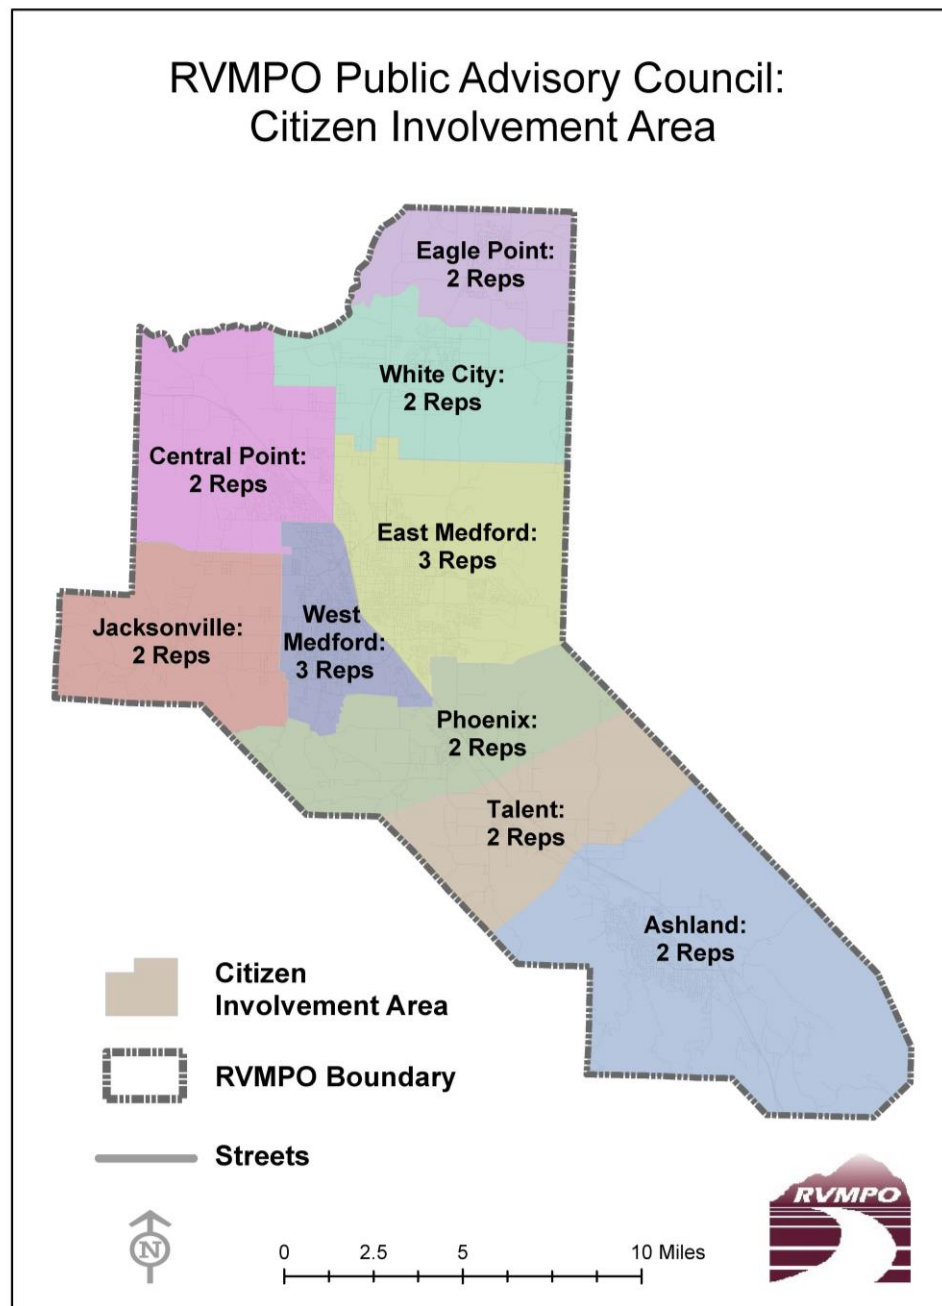 RVMPO Public Advisory Council:
Citizen Involvement Area
Eagle Point:
2 Reps
White City:
2 Reps
Central Point:
2 Reps
East Medford:
3 Reps
West
Medford:
3 Reps
Jacksonville:
2 Reps
Phoenix:
2 Reps
Talent:
2 Reps
Ashland:
2 Reps
Citizen
Involvement Area
RVMPO Boundary
Streets
N
0 2.5 5 10 Miles
RVMPO